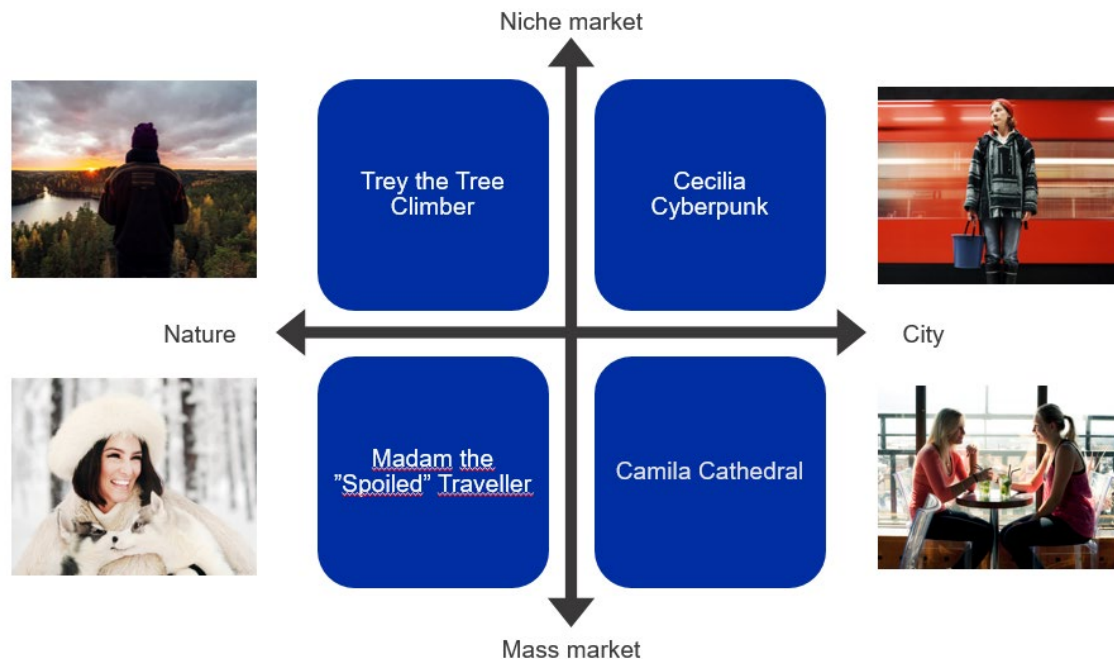 Niche market
Trey the Tree
Climber
Cecilia
Cyberpunk
Nature
City
Madam the
”Spoiled” Traveller
Camila Cathedral
Mass market